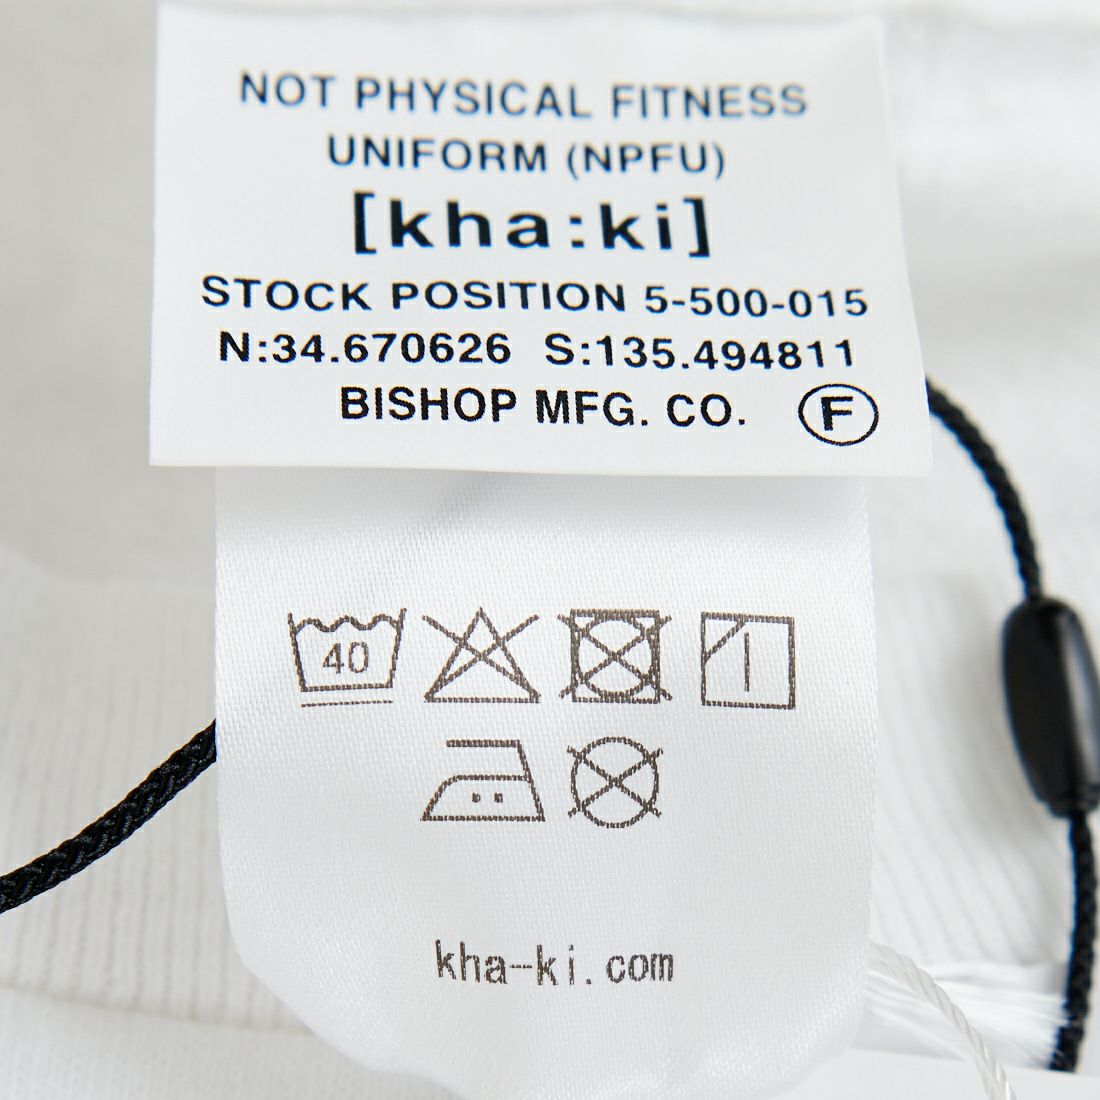 NOT PHYSICAL FITNESS
UNIFORM (NPFU)
[kha:ki]
STOCK POSITION 5-500-015
N:34.670626 S:135.494811
BISHOP MFG. CO. F
40
kha-ki.com